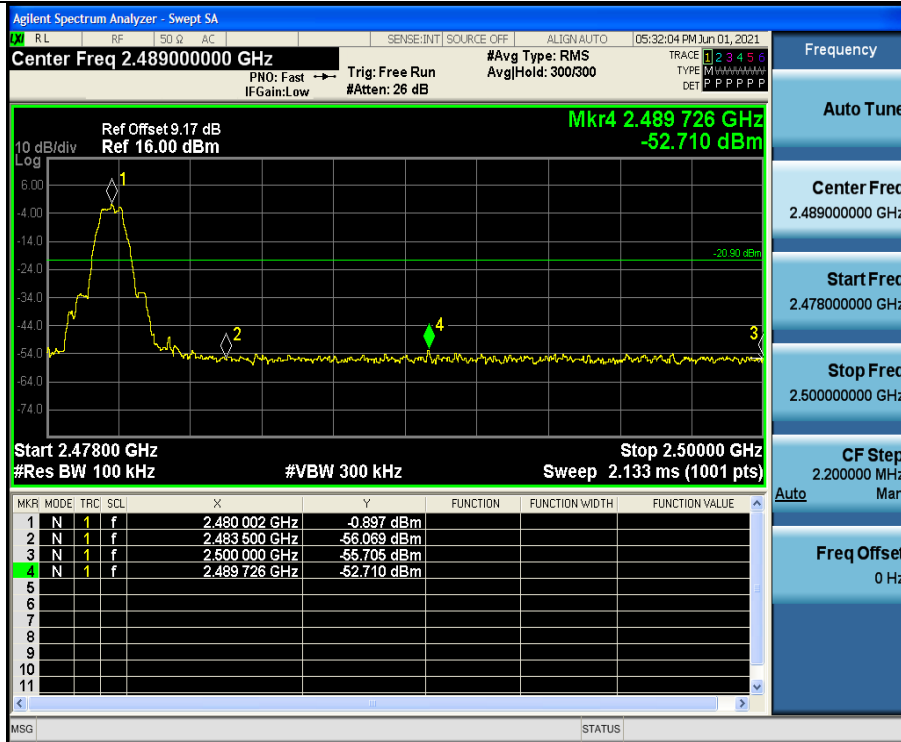 Agilent Spectrum Analyzer - Swept SA
LXI RL RF 50 Ω AC SENSE:INT SOURCE OFF ALIGN AUTO 05:32:04 PM Jun 01, 2021
Center Freq 2.489000000 GHz
PNO: Fast
IFGain:Low
Trig: Free Run
#Atten: 26 dB
#Avg Type: RMS
Avg|Hold: 300/300
TRACE 1 2 3 4 5 6
TYPE M
DET P P P P P P
Mkr4 2.489 726 GHz
-52.710 dBm
Ref Offset 9.17 dB
10 dB/div Ref 16.00 dBm
Log
6.00
-4.00
-14.0
-24.0
-34.0
-44.0
-54.0
-64.0
-74.0
-20.90 dBm
1
2
4
3
Start 2.47800 GHz
Stop 2.50000 GHz
#Res BW 100 kHz
#VBW 300 kHz
Sweep 2.133 ms (1001 pts)
MKR MODE TRC SCL X Y FUNCTION FUNCTION WIDTH FUNCTION VALUE
1 N 1 f 2.480 002 GHz -0.897 dBm
2 N 1 f 2.483 500 GHz -56.069 dBm
3 N 1 f 2.500 000 GHz -55.705 dBm
4 N 1 f 2.489 726 GHz -52.710 dBm
5
6
7
8
9
10
11
MSG
STATUS
Frequency
Auto Tune
Center Freq
2.489000000 GHz
Start Freq
2.478000000 GHz
Stop Freq
2.500000000 GHz
CF Step
2.200000 MHz
Auto Man
Freq Offset
0 Hz